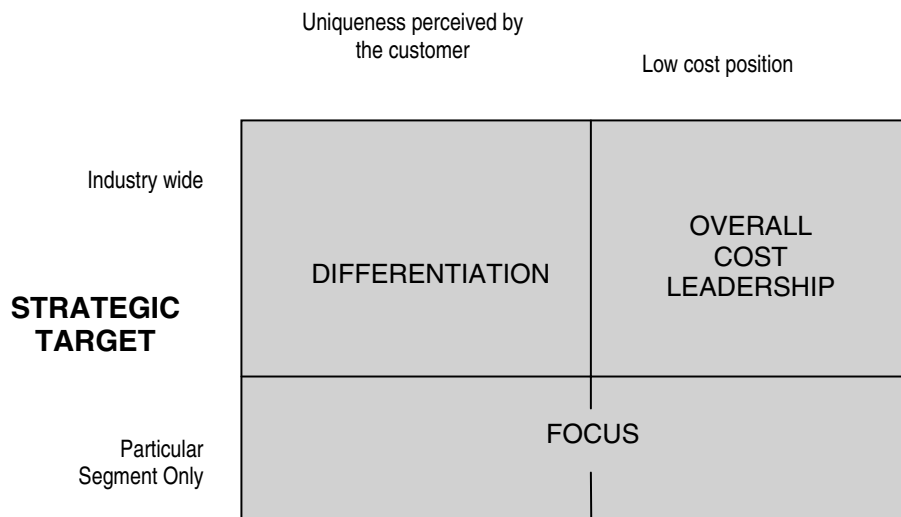 Uniqueness perceived by
the customer
Low cost position
Industry wide
OVERALL
COST
LEADERSHIP
DIFFERENTIATION
STRATEGIC
TARGET
FOCUS
Particular
Segment Only